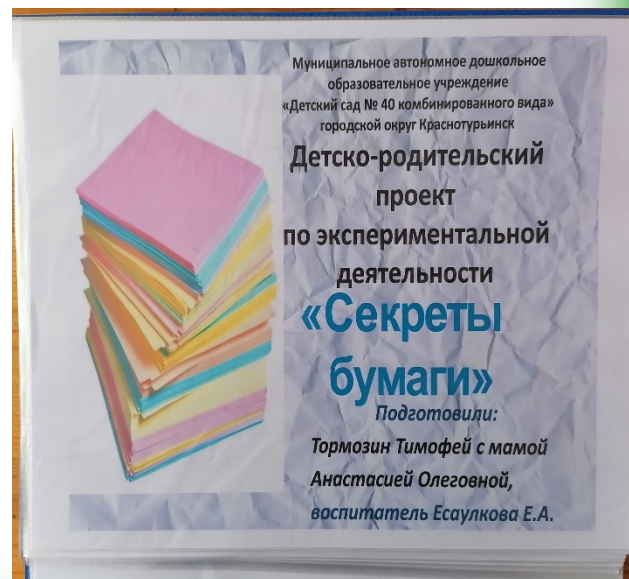 Муниципальное автономное дошкольное
образовательное учреждение
«Детский сад № 40 комбинированного вида»
городской округ Краснотурьинск
Детско-родительский
проект
по экспериментальной
деятельности
«Секреты
бумаги»
Подготовили:
Тормозин Тимофей с мамой
Анастасией Олеговной,
воспитатель Есаулкова Е.А.